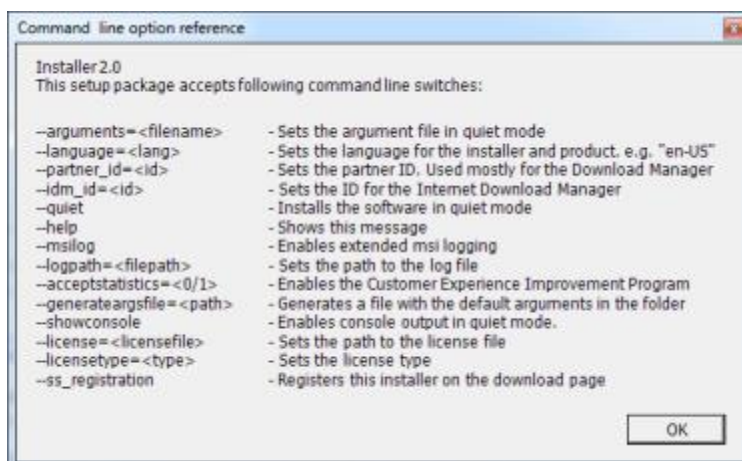 Command line option reference
Installer 2.0
This setup package accepts following command line switches:
--arguments=<filename> - Sets the argument file in quiet mode
--language=<lang> - Sets the language for the installer and product. e.g. "en-US"
--partner_id=<id> - Sets the partner ID. Used mostly for the Download Manager
--idm_id=<id> - Sets the ID for the Internet Download Manager
--quiet - Installs the software in quiet mode
--help - Shows this message
--msilog - Enables extended msi logging
--logpath=<filepath> - Sets the path to the log file
--acceptstatistics=<0/1> - Enables the Customer Experience Improvement Program
--generateargsfile=<path> - Generates a file with the default arguments in the folder
--showconsole - Enables console output in quiet mode.
--license=<licensefile> - Sets the path to the license file
--licensetype=<type> - Sets the license type
--ss_registration - Registers this installer on the download page
OK